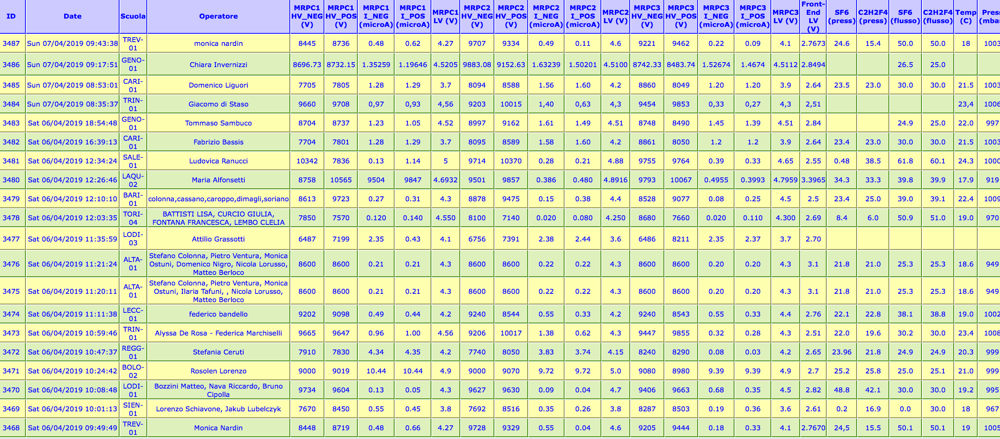 ID Date Scuola Operatore MRPC1 HV_NEG (V) MRPC1 HV_POS (V) MRPC1 I_NEG (microA) MRPC1 I_POS (microA) MRPC1 LV (V) MRPC2 HV_NEG (V) MRPC2 HV_POS (V) MRPC2 I_NEG (microA) MRPC2 I_POS (microA) MRPC2 LV (V) MRPC3 HV_NEG (V) MRPC3 HV_POS (V) MRPC3 I_NEG (microA) MRPC3 I_POS (microA) MRPC3 LV (V) Front-End LV (V) SF6 (press) C2H2F4 (press) SF6 (flusso) C2H2F4 (flusso) Temp (C) Press (mba
3487 Sun 07/04/2019 09:43:38 TREV-01 monica nardin 8445 8736 0.48 0.62 4.27 9707 9334 0.49 0.11 4.6 9221 9462 0.22 0.09 4.1 2.7673 24.6 15.4 50.0 50.0 18 1003
3486 Sun 07/04/2019 09:17:51 GENO-01 Chiara Invernizzi 8696.73 8732.15 1.35259 1.19646 4.5205 9883.08 9152.63 1.63239 1.50201 4.5100 8742.33 8483.74 1.52674 1.4674 4.5112 2.8494 26.5 25.0
3485 Sun 07/04/2019 08:53:01 CARI-01 Domenico Liguori 7705 7805 1.28 1.29 3.7 8094 8588 1.56 1.60 4.2 8860 8049 1.20 1.20 3.9 2.64 23.5 23.0 30.0 30.0 21.5 1003
3484 Sun 07/04/2019 08:35:37 TRIN-01 Giacomo di Staso 9660 9708 0,97 0,93 4,56 9203 10015 1,40 0,63 4,3 9454 9853 0,33 0,27 4,3 2,51 23,4 1006
3483 Sat 06/04/2019 18:54:48 GENO-01 Tommaso Sambuco 8704 8737 1.23 1.05 4.52 8997 9162 1.61 1.49 4.51 8748 8490 1.45 1.39 4.51 2.84 24.9 25.0 22.0 997
3482 Sat 06/04/2019 16:39:13 CARI-01 Fabrizio Bassis 7704 7801 1.28 1.29 3.7 8095 8589 1.58 1.60 4.2 8861 8050 1.2 1.2 3.9 2.64 23.4 23.0 30.0 30.0 21.5 1003
3481 Sat 06/04/2019 12:34:24 SALE-01 Ludovica Ranucci 10342 7836 0.13 1.14 5 9714 10370 0.28 0.21 4.88 9755 9764 0.39 0.33 4.65 2.55 0.48 38.5 61.8 60.1 24.3 1000
3480 Sat 06/04/2019 12:26:46 LAQU-02 Maria Alfonsetti 8758 10565 9504 9847 4.6932 9501 9857 0.386 0.480 4.8916 9793 10067 0.4955 0.3993 4.7959 3.3965 34.3 33.3 39.8 39.9 17.9 919
3479 Sat 06/04/2019 12:10:10 BARI-01 colonna,cassano,caroppo,dimagli,soriano 8613 9723 0.27 0.31 4.3 8878 9475 0.15 0.38 4.4 8528 9077 0.08 0.25 4.5 2.5 23.4 25.0 39.0 39.1 22.4 1009
3478 Sat 06/04/2019 12:03:35 TORI-04 BATTISTI LISA, CURCIO GIULIA, FONTANA FRANCESCA, LEMBO CLELIA 7850 7570 0.120 0.140 4.550 8100 7140 0.020 0.080 4.250 8680 7660 0.020 0.110 4.300 2.69 8.4 6.0 50.9 51.0 19.0 970
3477 Sat 06/04/2019 11:35:59 LODI-03 Attilio Grassotti 6487 7199 2.35 0.43 4.1 6756 7391 2.38 2.44 3.6 6486 8211 2.35 2.37 3.7 2.70
3476 Sat 06/04/2019 11:21:24 ALTA-01 Stefano Colonna, Pietro Ventura, Monica Ostuni, Domenico Nigro, Nicola Lorusso, Matteo Berloco 8600 8600 0.21 0.21 4.3 8600 8600 0.22 0.22 4.3 8600 8600 0.20 0.20 4.3 3.1 21.8 21.0 25.3 25.3 18.6 949
3475 Sat 06/04/2019 11:20:11 ALTA-01 Stefano Colonna, Pietro Ventura, Monica Ostuni, Ilaria Tafuni, , Nicola Lorusso, Matteo Berloco 8600 8600 0.21 0.21 4.3 8600 8600 0.22 0.22 4.3 8600 8600 0.20 0.20 4.3 3.1 21.8 21.0 25.3 25.3 18.6 949
3474 Sat 06/04/2019 11:11:38 LECC-01 federico bandello 9202 9098 0.49 0.44 4.2 9240 8544 0.55 0.33 4.2 9240 8543 0.55 0.33 4.4 2.76 22.1 22.8 38.1 38.8 19.0 1002
3473 Sat 06/04/2019 10:59:46 TRIN-01 Alyssa De Rosa - Federica Marchiselli 9665 9647 0.96 1.00 4.56 9206 10017 1.38 0.62 4.3 9447 9855 0.32 0.28 4.3 2.51 22.0 19.6 30.2 30.0 23.4 1008
3472 Sat 06/04/2019 10:47:37 REGG-01 Stefania Ceruti 7910 7830 4.34 4.35 4.2 7740 8050 3.83 3.74 4.15 8240 8290 0.08 0.03 4.2 2.65 23.96 21.8 24.9 24.9 20.3 999
3471 Sat 06/04/2019 10:24:42 BOLO-02 Rosolen Lorenzo 9000 9019 10.44 10.44 4.9 9000 9070 9.72 9.72 5.0 9080 8980 9.39 9.39 4.9 2.7 25.2 25.8 25.0 25.1 21.0 999
3470 Sat 06/04/2019 10:08:48 LODI-01 Bozzini Matteo, Nava Riccardo, Bruno Cipolla 9734 9604 0.13 0.05 4.3 9627 9630 0.09 0.04 4.7 9406 9663 0.68 0.35 4.5 2.82 48.8 42.1 30.0 30.0 19.2 995
3469 Sat 06/04/2019 10:01:13 SIEN-01 Lorenzo Schiavone, Jakub Lubelczyk 7670 8450 0.55 0.45 3.8 7692 8516 0.35 0.26 3.8 8287 8503 0.19 0.36 3.6 2.61 0.2 16.9 0.0 30.0 18 967
3468 Sat 06/04/2019 09:49:49 TREV-01 Monica Nardin 8448 8719 0.48 0.66 4.27 9728 9329 0.55 0.04 4.6 9205 9444 0.18 0.33 4.1 2.7670 24,5 15.5 50.1 50.1 19 1005